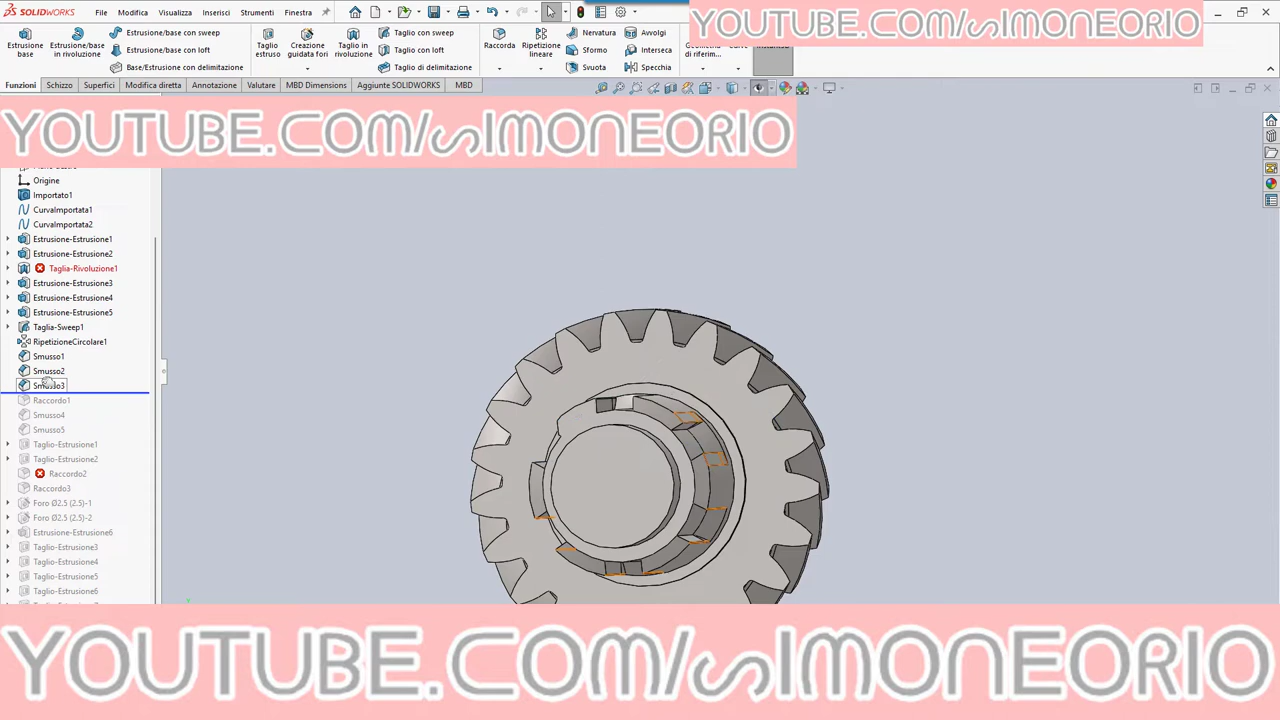 SOLIDWORKS File Modifica Visualizza Inserisci Strumenti Finestra
YOUTUBE.COM/SIMONEORIO
Estrusione base
Estrusione/base in rivoluzione
Estrusione/base con sweep
Estrusione/base con loft
Base/Estrusione con delimitazione
Taglio estruso
Creazione guidata fori
Taglio in rivoluzione
Taglio con sweep
Taglio con loft
Taglio di delimitazione
Raccorda
Ripetizione lineare
Nervatura
Sformo
Svuota
Avvolgi
Interseca
Specchia
di riferim...
Funzioni Schizzo Superfici Modifica diretta Annotazione Valutare MBD Dimensions Aggiunte SOLIDWORKS MBD
YOUTUBE.COM/SIMONEORIO
Origine
Importato1
CurvaImportata1
CurvaImportata2
Estrusione-Estrusione1
Estrusione-Estrusione2
Taglia-Rivoluzione1
Estrusione-Estrusione3
Estrusione-Estrusione4
Estrusione-Estrusione5
Taglia-Sweep1
RipetizioneCircolare1
Smusso1
Smusso2
Smusso3
Raccordo1
Smusso4
Smusso5
Taglio-Estrusione1
Taglio-Estrusione2
Raccordo2
Raccordo3
Foro Ø2.5 (2.5)-1
Foro Ø2.5 (2.5)-2
Estrusione-Estrusione6
Taglio-Estrusione3
Taglio-Estrusione4
Taglio-Estrusione5
Taglio-Estrusione6
YOUTUBE.COM/SIMONEORIO